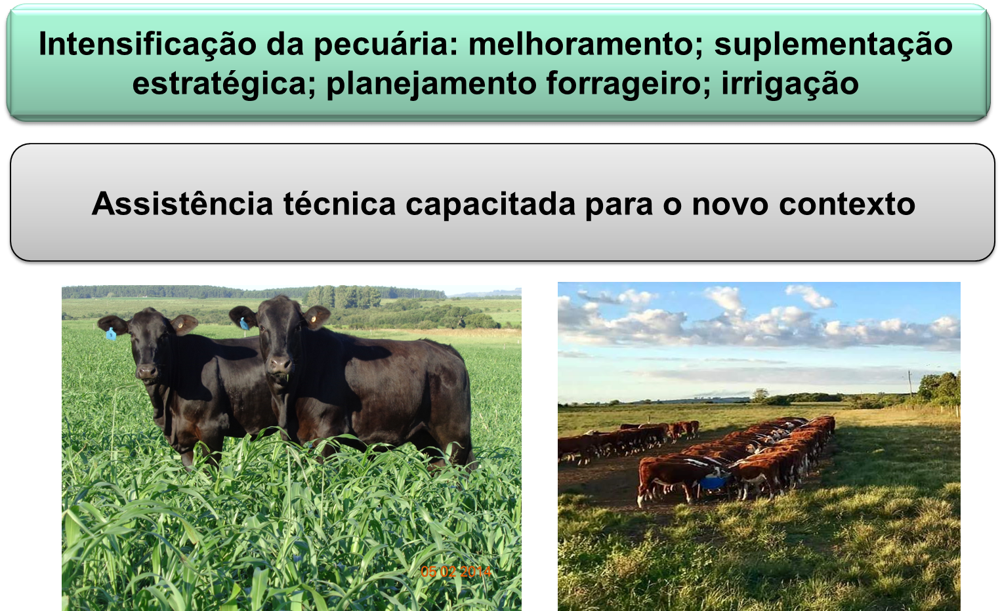 Intensificação da pecuária: melhoramento; suplementação
estratégica; planejamento forrageiro; irrigação
Assistência técnica capacitada para o novo contexto
05 02 2014